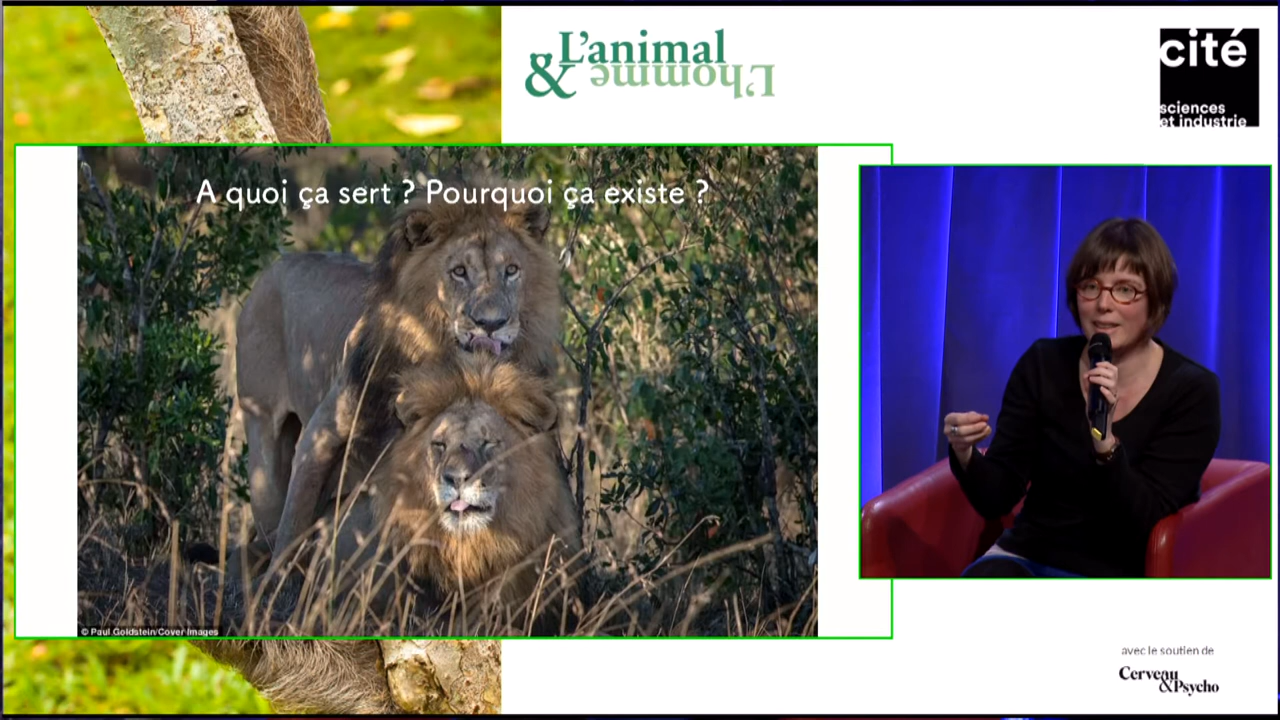 L'animal
& L'homme
cité
sciences
et industrie
A quoi ça sert ? Pourquoi ça existe ?
© Paul Goldstein/Cover Images
avec le soutien de
Cerveau
&Psycho